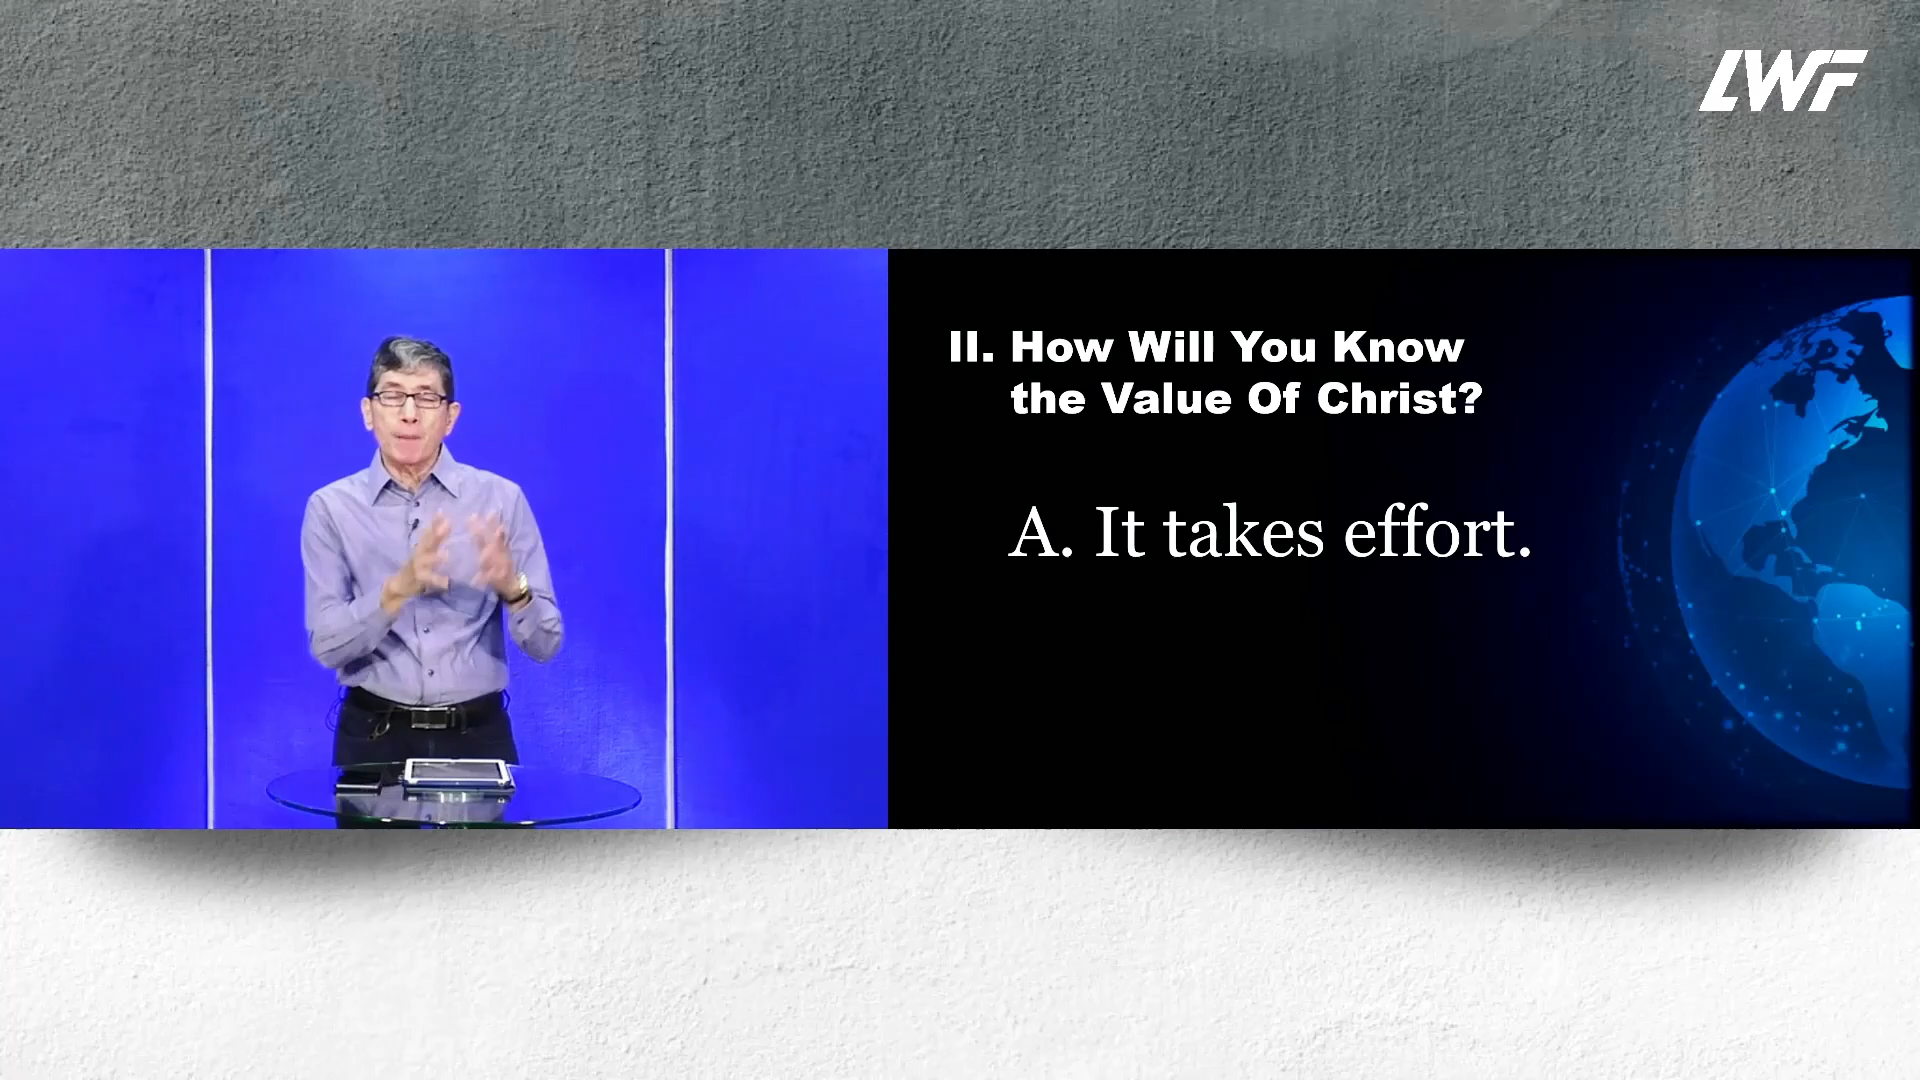 LWF
II. How Will You Know
the Value Of Christ?
A. It takes effort.